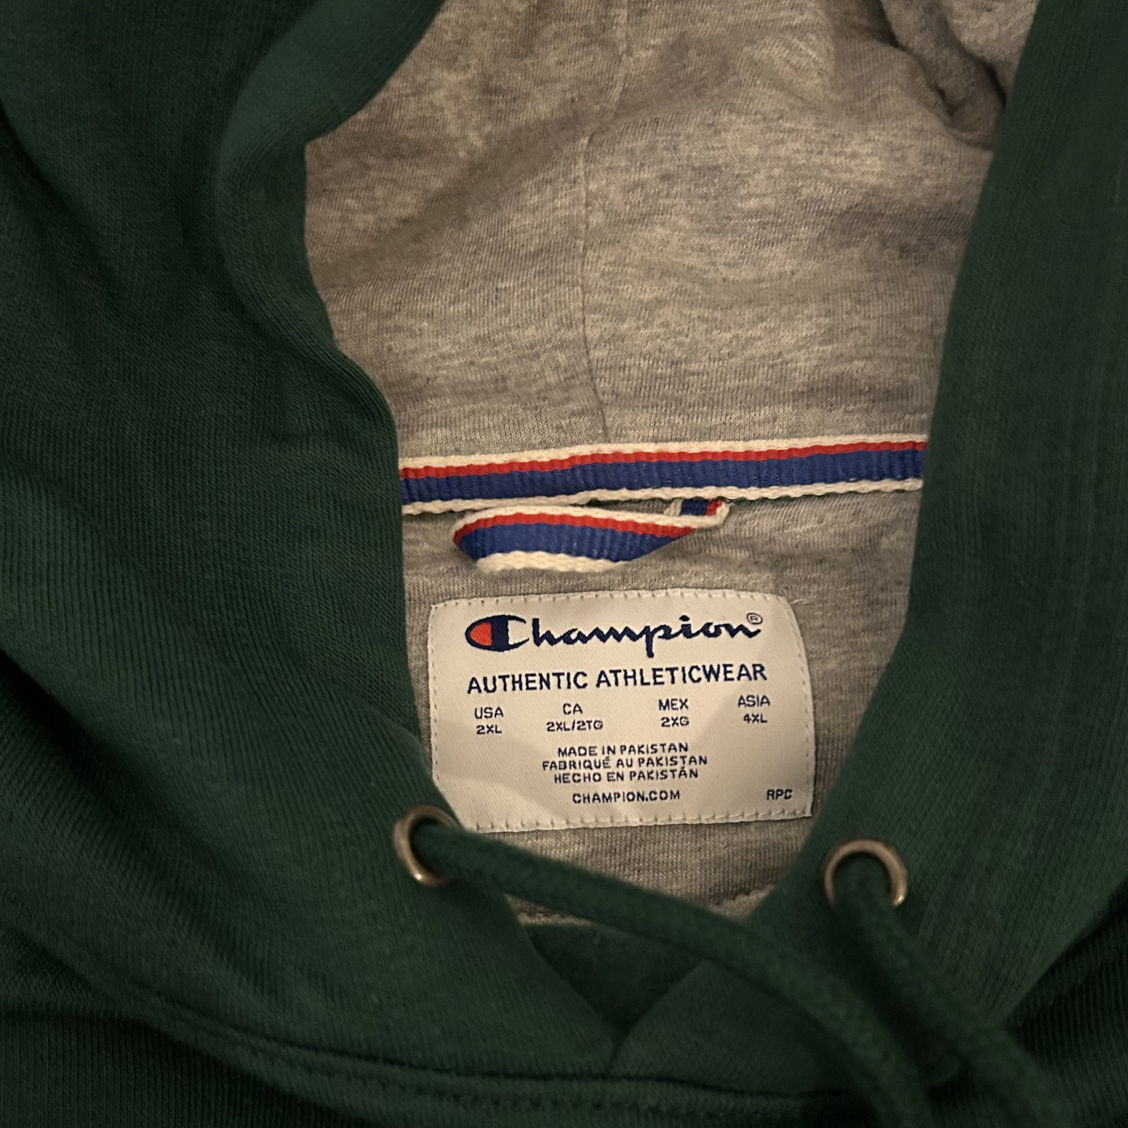 Champion®
AUTHENTIC ATHLETICWEAR
USA CA MEX ASIA
2XL 2XL/2TG 2XG 4XL
MADE IN PAKISTAN
FABRIQUÉ AU PAKISTAN
HECHO EN PAKISTÁN
CHAMPION.COM RPC